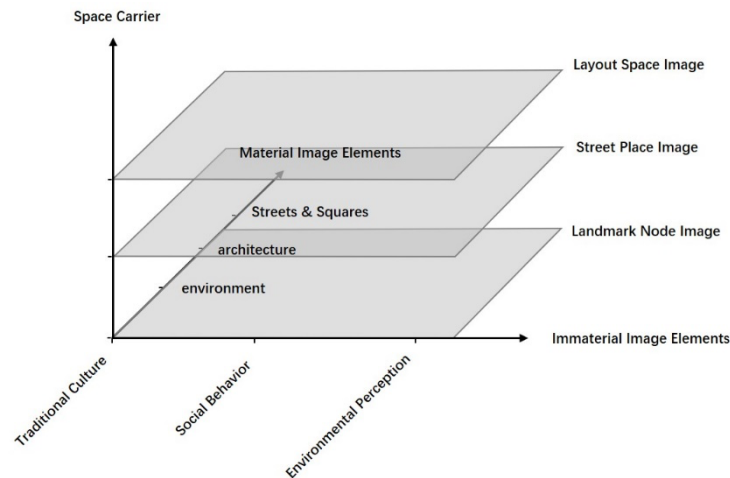 Space Carrier
Layout Space Image
Material Image Elements
Street Place Image
Streets & Squares
Landmark Node Image
architecture
environment
Immaterial Image Elements
Traditional Culture
Social Behavior
Environmental Perception